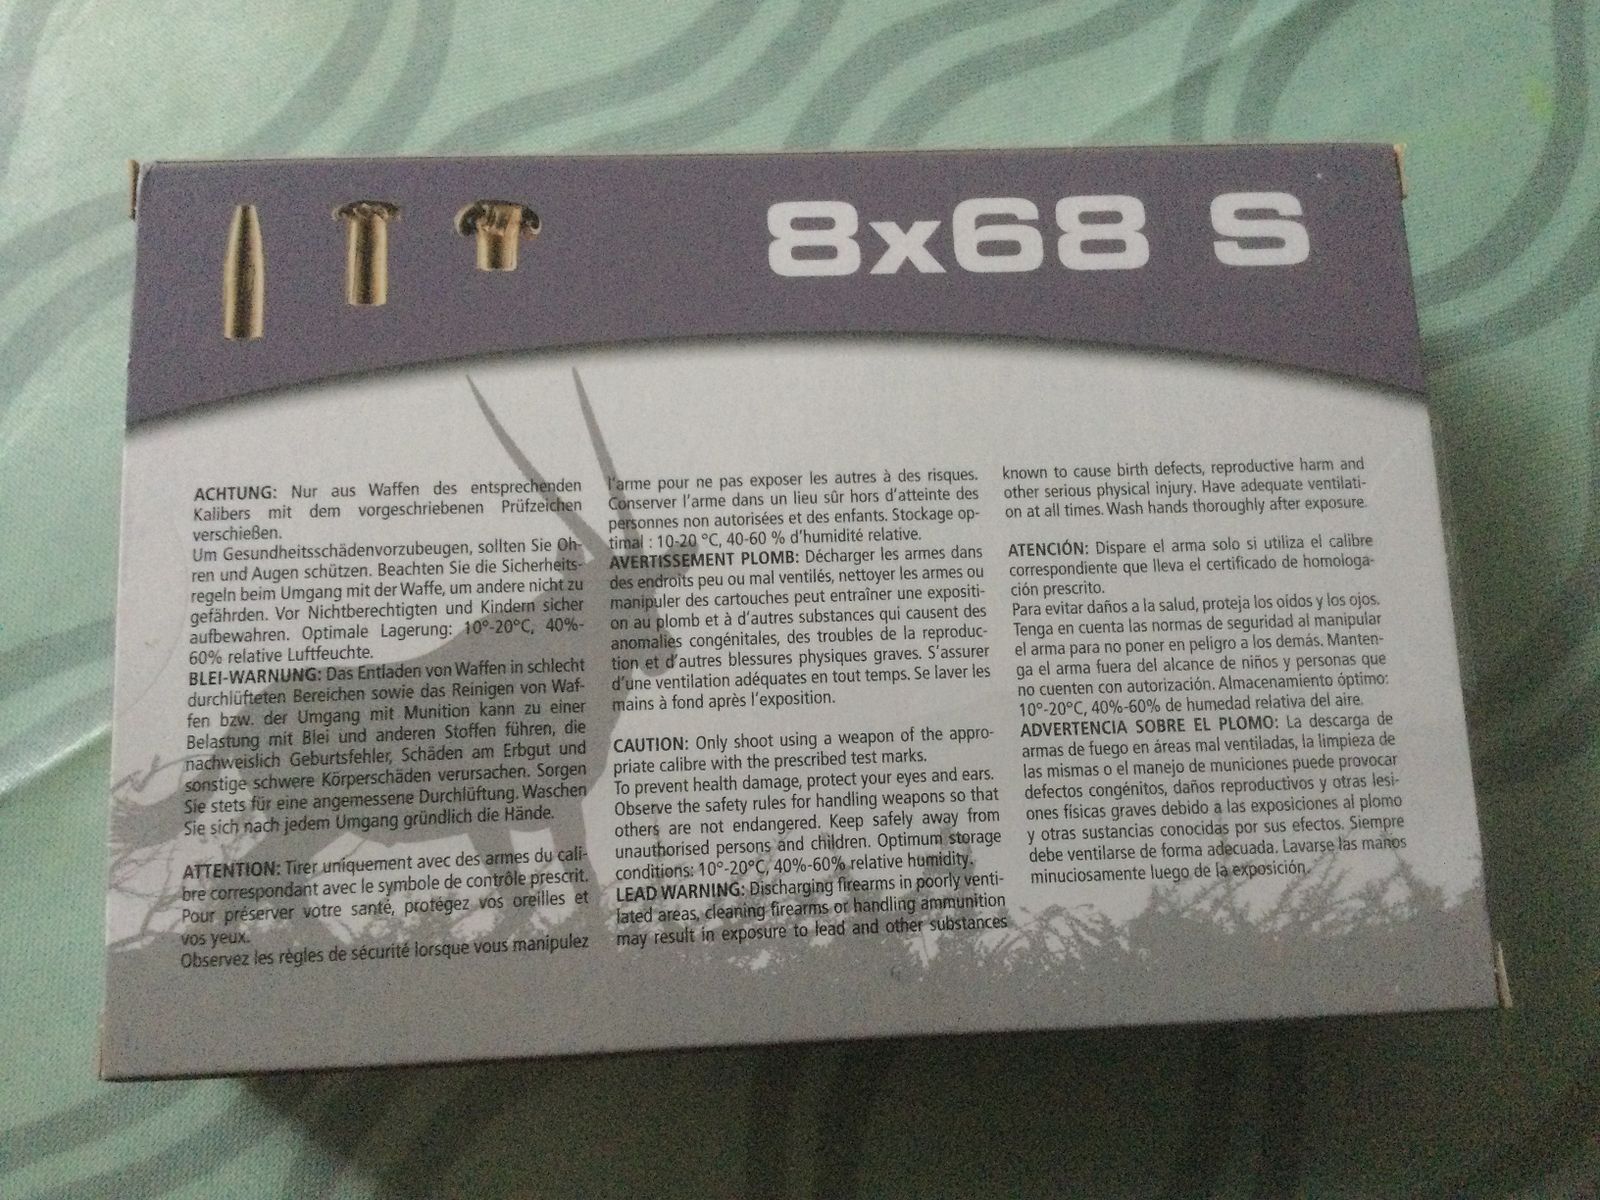 8x68 S
ACHTUNG: Nur aus Waffen des entsprechenden
Kalibers mit dem vorgeschriebenen Prüfzeichen
verschießen.
Um Gesundheitsschädenvorzubeugen, sollten Sie Oh-
ren und Augen schützen. Beachten Sie die Sicherheits-
regeln beim Umgang mit der Waffe, um andere nicht zu
gefährden. Vor Nichtberechtigten und Kindern sicher
aufbewahren. Optimale Lagerung: 10°-20°C, 40%-
60% relative Luftfeuchte.
BLEI-WARNUNG: Das Entladen von Waffen in schlecht
durchlüfteten Bereichen sowie das Reinigen von Waf-
fen bzw. der Umgang mit Munition kann zu einer
Belastung mit Blei und anderen Stoffen führen, die
nachweislich Geburtsfehler, Schäden am Erbgut und
sonstige schwere Körperschäden verursachen. Sorgen
Sie stets für eine angemessene Durchlüftung. Waschen
Sie sich nach jedem Umgang gründlich die Hände.
ATTENTION: Tirer uniquement avec des armes du cali-
bre correspondant avec le symbole de contrôle prescrit.
Pour préserver votre santé, protégez vos oreilles et
vos yeux.
Observez les règles de sécurité lorsque vous manipulez
l'arme pour ne pas exposer les autres à des risques.
Conserver l'arme dans un lieu sûr hors d'atteinte des
personnes non autorisées et des enfants. Stockage op-
timal : 10-20 °C, 40-60 % d'humidité relative.
AVERTISSEMENT PLOMB: Décharger les armes dans
des endroits peu ou mal ventilés, nettoyer les armes ou
manipuler des cartouches peut entraîner une expositi-
on au plomb et à d'autres substances qui causent des
anomalies congénitales, des troubles de la reproduc-
tion et d'autres blessures physiques graves. S'assurer
d'une ventilation adéquates en tout temps. Se laver les
mains à fond après l'exposition.
CAUTION: Only shoot using a weapon of the appro-
priate calibre with the prescribed test marks.
To prevent health damage, protect your eyes and ears.
Observe the safety rules for handling weapons so that
others are not endangered. Keep safely away from
unauthorised persons and children. Optimum storage
conditions: 10°-20°C, 40%-60% relative humidity.
LEAD WARNING: Discharging firearms in poorly venti-
lated areas, cleaning firearms or handling ammunition
may result in exposure to lead and other substances
known to cause birth defects, reproductive harm and
other serious physical injury. Have adequate ventilati-
on at all times. Wash hands thoroughly after exposure.
ATENCIÓN: Dispare el arma solo si utiliza el calibre
correspondiente que lleva el certificado de homologa-
ción prescrito.
Para evitar daños a la salud, proteja los oídos y los ojos.
Tenga en cuenta las normas de seguridad al manipular
el arma para no poner en peligro a los demás. Manten-
ga el arma fuera del alcance de niños y personas que
no cuenten con autorización. Almacenamiento óptimo:
10°-20°C, 40%-60% de humedad relativa del aire.
ADVERTENCIA SOBRE EL PLOMO: La descarga de
armas de fuego en áreas mal ventiladas, la limpieza de
las mismas o el manejo de municiones puede provocar
defectos congénitos, daños reproductivos y otras lesi-
ones físicas graves debido a las exposiciones al plomo
y otras sustancias conocidas por sus efectos. Siempre
debe ventilarse de forma adecuada. Lavarse las manos
minuciosamente luego de la exposición.